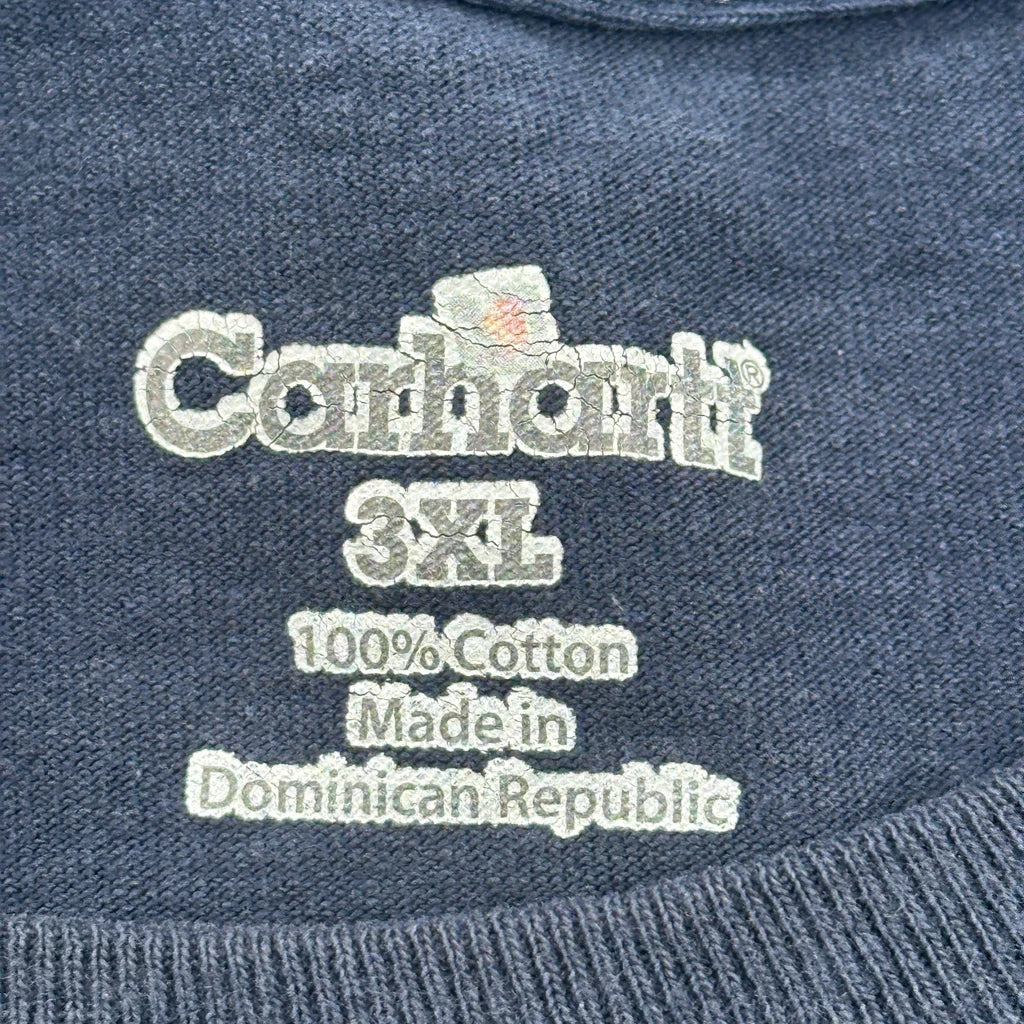 Carhartt®
3XL
100% Cotton
Made in
Dominican Republic